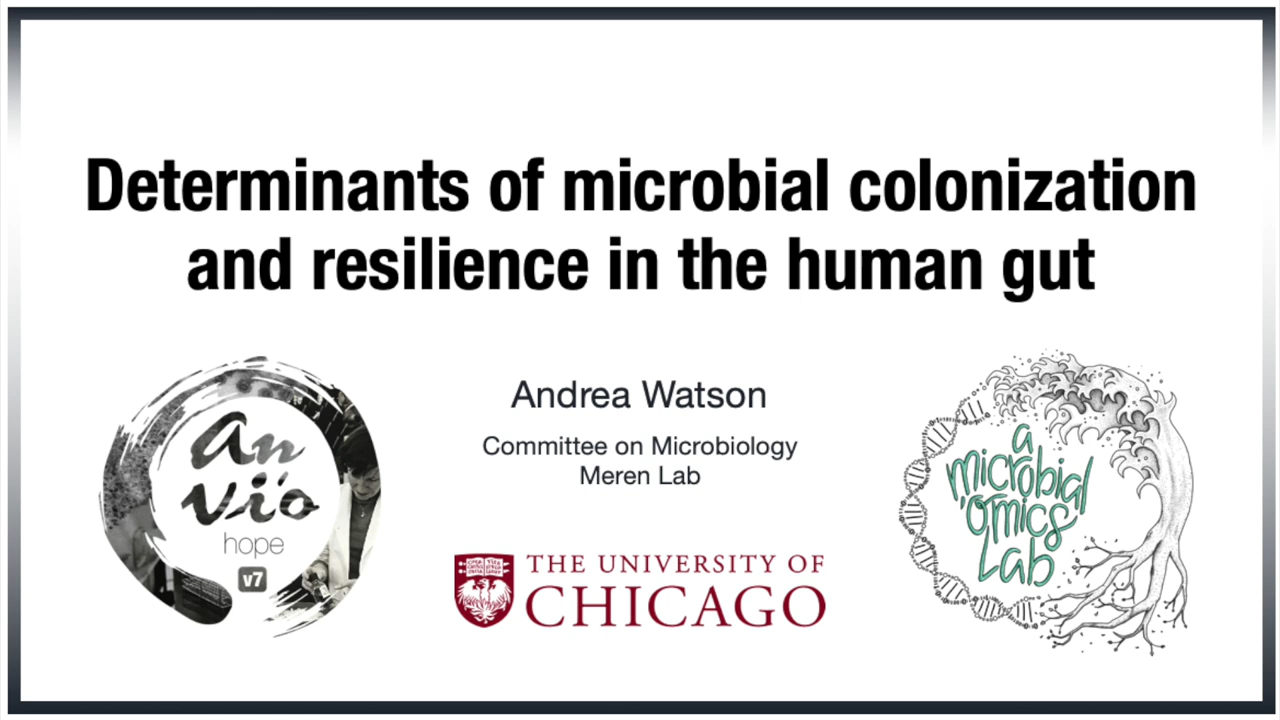 Determinants of microbial colonization
and resilience in the human gut
Andrea Watson
Committee on Microbiology
Meren Lab
An
vi'o
hope
v7
THE UNIVERSITY OF
CHICAGO
a
microbial
'omics
Lab